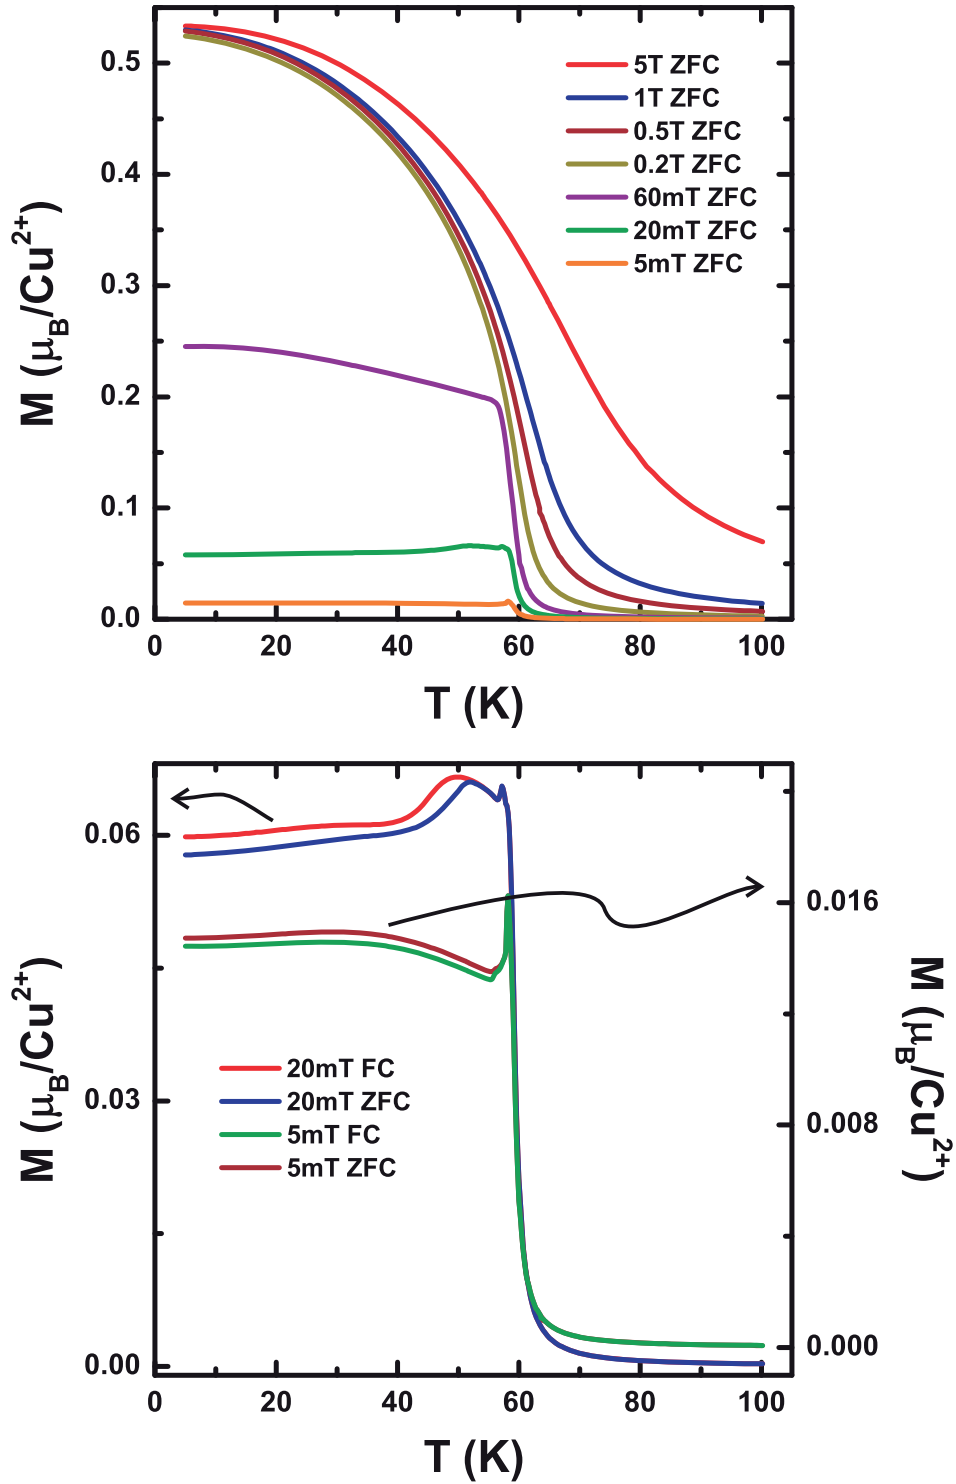 0.5
0.4
0.3
0.2
0.1
0.0
M (μB/Cu2+)
5T ZFC
1T ZFC
0.5T ZFC
0.2T ZFC
60mT ZFC
20mT ZFC
5mT ZFC
0 20 40 60 80 100
T (K)
0.06
0.03
0.00
M (μB/Cu2+)
20mT FC
20mT ZFC
5mT FC
5mT ZFC
0.016
0.008
0.000
M (μB/Cu2+)
0 20 40 60 80 100
T (K)